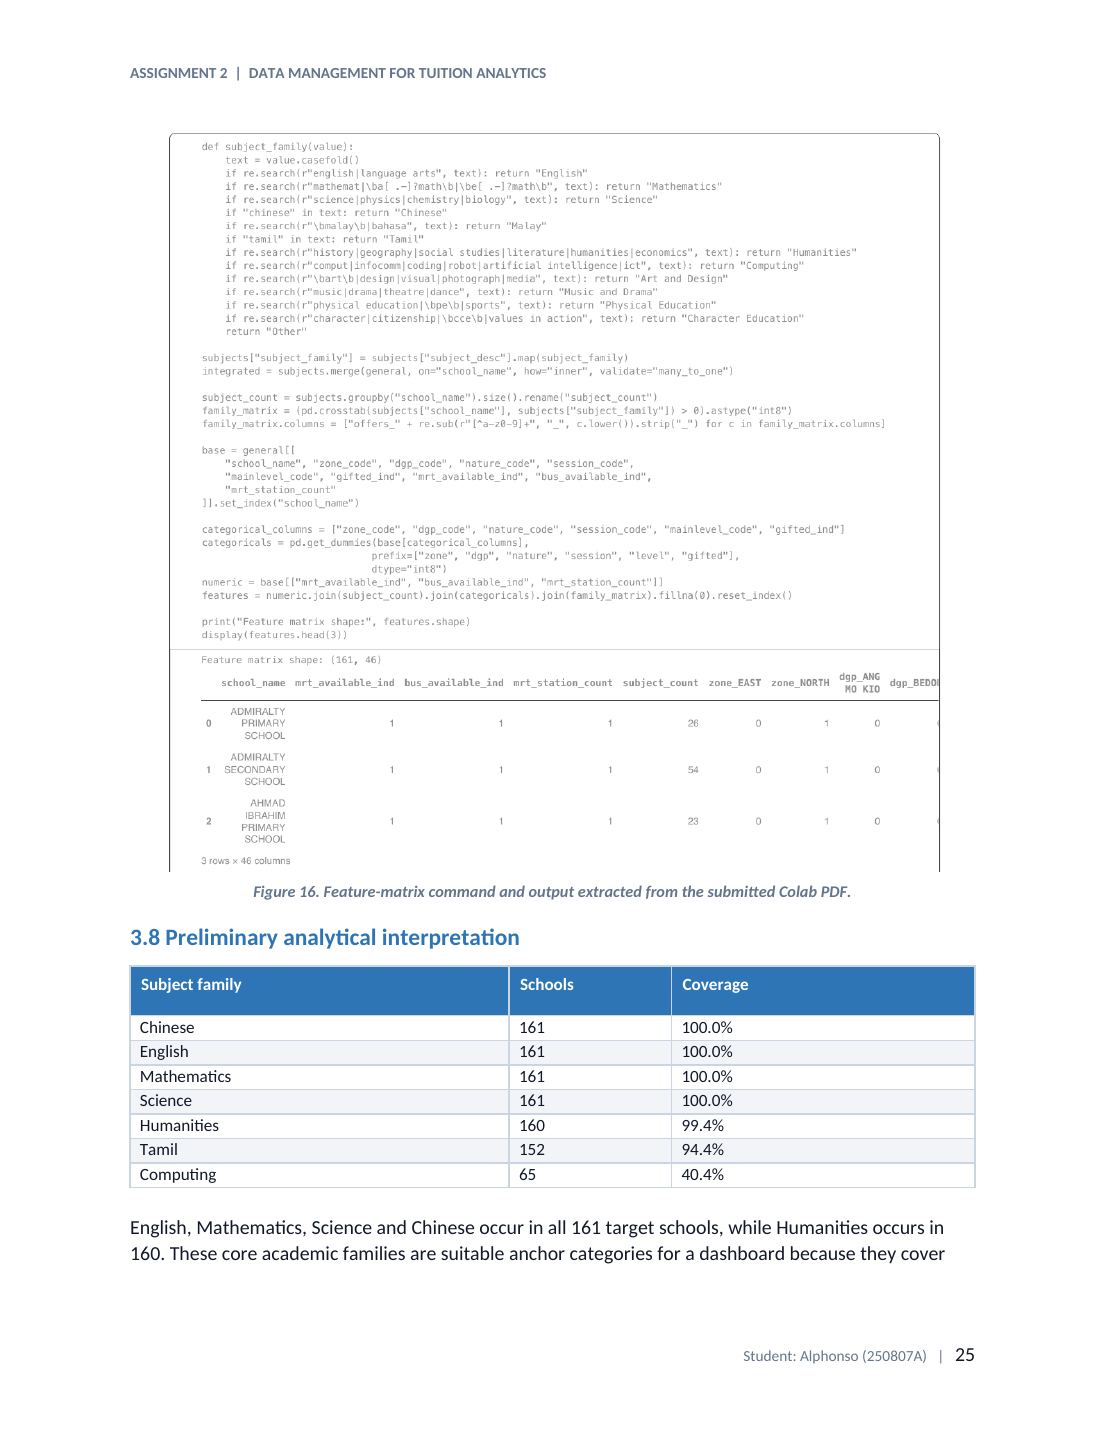 ASSIGNMENT 2 | DATA MANAGEMENT FOR TUITION ANALYTICS
def subject_family(value):
    text = value.casefold()
    if re.search(r"english|language arts", text): return "English"
    if re.search(r"mathemat|\ba[ .-]?math\b|\be[ .-]?math\b", text): return "Mathematics"
    if re.search(r"science|physics|chemistry|biology", text): return "Science"
    if "chinese" in text: return "Chinese"
    if re.search(r"\bmalay\b|bahasa", text): return "Malay"
    if "tamil" in text: return "Tamil"
    if re.search(r"history|geography|social studies|literature|humanities|economics", text): return "Humanities"
    if re.search(r"comput|infocomm|coding|robot|artificial intelligence|ict", text): return "Computing"
    if re.search(r"\bart\b|design|visual|photograph|media", text): return "Art and Design"
    if re.search(r"music|drama|theatre|dance", text): return "Music and Drama"
    if re.search(r"physical education|\bpe\b|sports", text): return "Physical Education"
    if re.search(r"character|citizenship|\bcce\b|values in action", text): return "Character Education"
    return "Other"
subjects["subject_family"] = subjects["subject_desc"].map(subject_family)
integrated = subjects.merge(general, on="school_name", how="inner", validate="many_to_one")
subject_count = subjects.groupby("school_name").size().rename("subject_count")
family_matrix = (pd.crosstab(subjects["school_name"], subjects["subject_family"]) > 0).astype("int8")
family_matrix.columns = ["offers_" + re.sub(r"[^a-z0-9]+", "_", c.lower()).strip("_") for c in family_matrix.columns]
base = general[[
    "school_name", "zone_code", "dgp_code", "nature_code", "session_code",
    "mainlevel_code", "gifted_ind", "mrt_available_ind", "bus_available_ind",
    "mrt_station_count"
]].set_index("school_name")
categorical_columns = ["zone_code", "dgp_code", "nature_code", "session_code", "mainlevel_code", "gifted_ind"]
categoricals = pd.get_dummies(base[categorical_columns],
                             prefix=["zone", "dgp", "nature", "session", "level", "gifted"],
                             dtype="int8")
numeric = base[["mrt_available_ind", "bus_available_ind", "mrt_station_count"]]
features = numeric.join(subject_count).join(categoricals).join(family_matrix).fillna(0).reset_index()
print("Feature matrix shape:", features.shape)
display(features.head(3))
Feature matrix shape: (161, 46)
school_name mrt_available_ind bus_available_ind mrt_station_count subject_count zone_EAST zone_NORTH dgp_ANG MO KIO dgp_BEDO
0 ADMIRALTY PRIMARY SCHOOL 1 1 1 26 0 1 0
1 ADMIRALTY SECONDARY SCHOOL 1 1 1 54 0 1 0
2 AHMAD IBRAHIM PRIMARY SCHOOL 1 1 1 23 0 1 0
3 rows × 46 columns
Figure 16. Feature-matrix command and output extracted from the submitted Colab PDF.
3.8 Preliminary analytical interpretation
Subject family Schools Coverage
Chinese 161 100.0%
English 161 100.0%
Mathematics 161 100.0%
Science 161 100.0%
Humanities 160 99.4%
Tamil 152 94.4%
Computing 65 40.4%
English, Mathematics, Science and Chinese occur in all 161 target schools, while Humanities occurs in
160. These core academic families are suitable anchor categories for a dashboard because they cover
Student: Alphonso (250807A) | 25